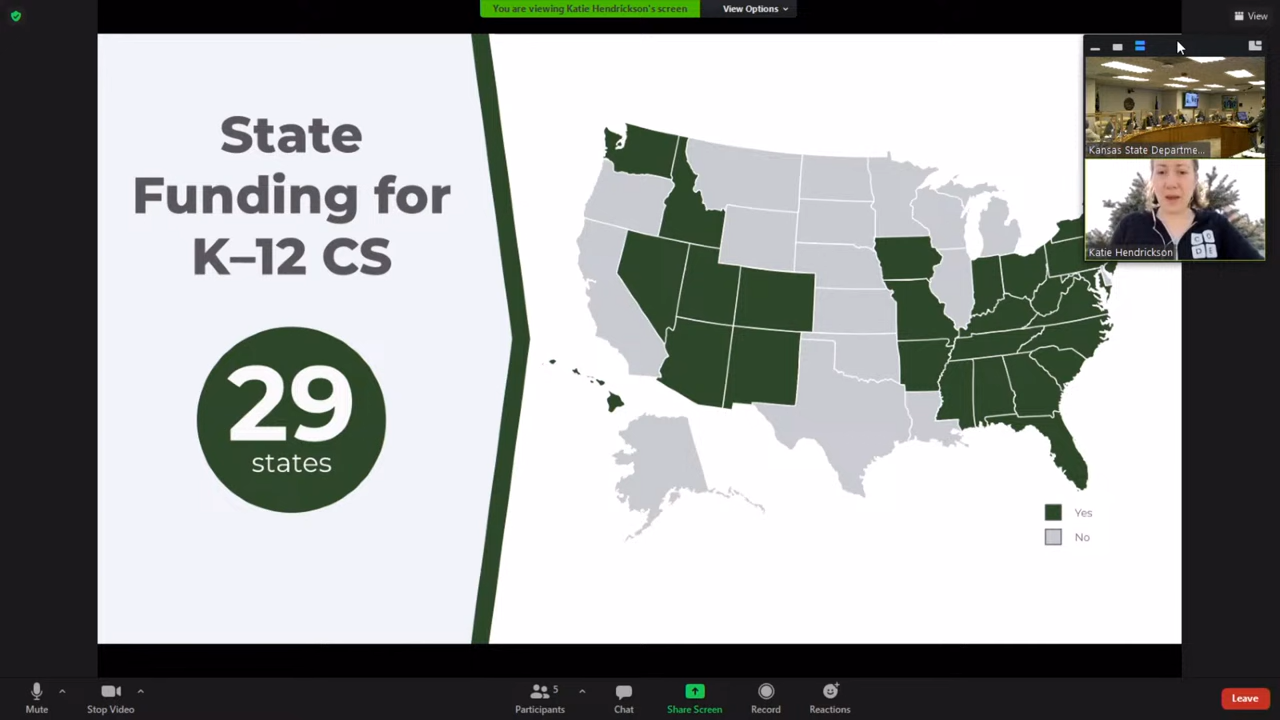 You are viewing Katie Hendrickson's screen
View Options
View
State
Funding for
K–12 CS
29
states
Kansas State Departme...
CODE
Katie Hendrickson
Yes
No
Mute
Stop Video
Participants
5
Chat
Share Screen
Record
Reactions
Leave